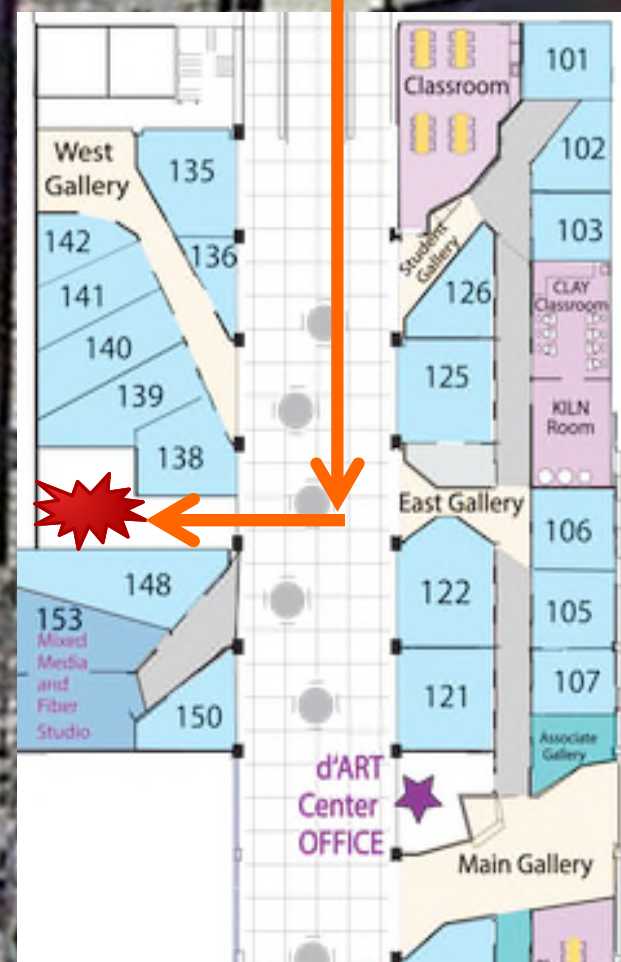 101
Classroom
102
West
Gallery
135
103
142
136
Student
Gallery
126
CLAY
Classroom
141
140
125
139
KILN
Room
138
East Gallery
106
148
122
105
153
Mixed
Media
and
Fiber
Studio
107
121
150
Associate
Gallery
d'ART
Center
OFFICE
Main Gallery